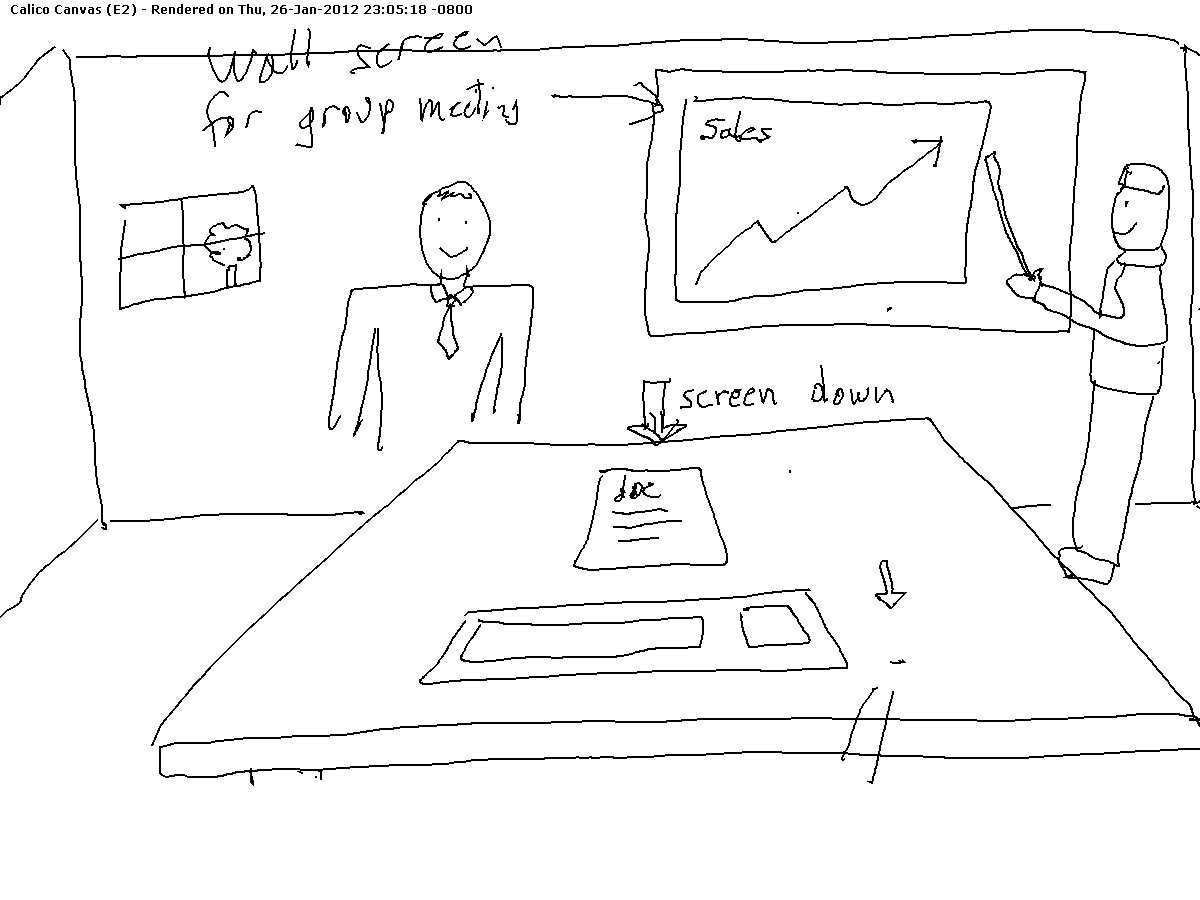 Calico Canvas (E2) - Rendered on Thu, 26-Jan-2012 23:05:18 -0800
Wall screen
for group meeting
Sales
screen down
doc